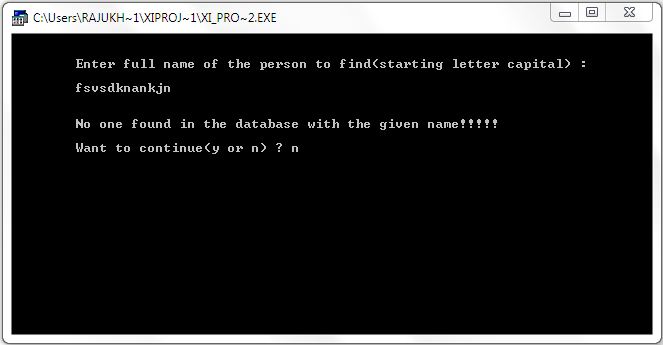 C:\Users\RAJUKH~1\XIPROJ~1\XI_PRO~2.EXE
Enter full name of the person to find(starting letter capital) :
fsvsdknankjn
No one found in the database with the given name!!!!!
Want to continue(y or n) ? n